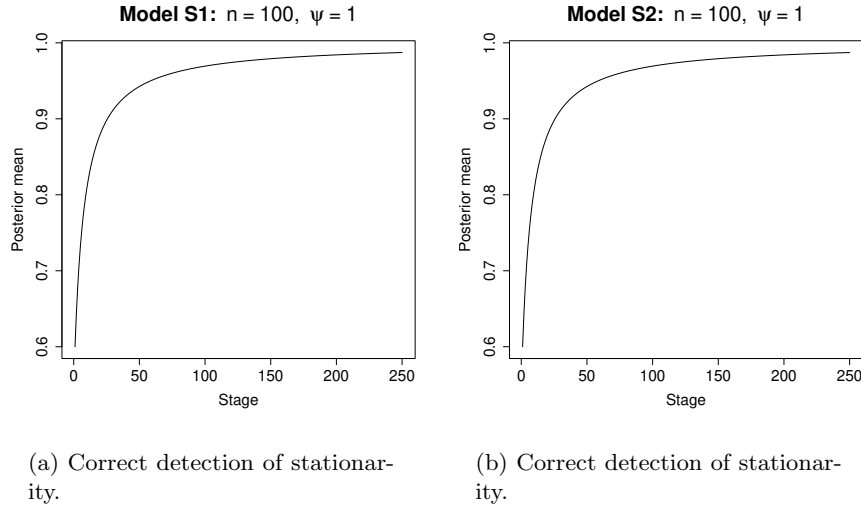 Model S1: n = 100, ψ = 1
Posterior mean
0.6 0.7 0.8 0.9 1.0
0 50 100 150 200 250
Stage
(a) Correct detection of stationar-
ity.
Model S2: n = 100, ψ = 1
Posterior mean
0.6 0.7 0.8 0.9 1.0
0 50 100 150 200 250
Stage
(b) Correct detection of stationar-
ity.